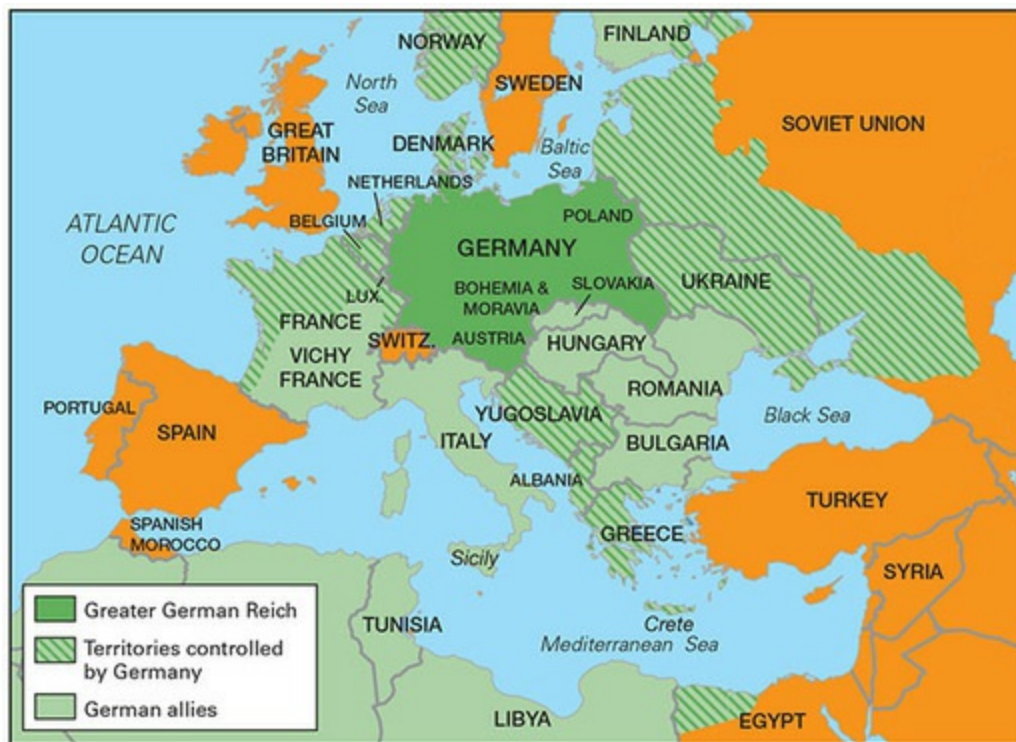 NORWAY
FINLAND
North
Sea
SWEDEN
SOVIET UNION
GREAT
BRITAIN
DENMARK
Baltic
Sea
NETHERLANDS
ATLANTIC
OCEAN
BELGIUM
POLAND
GERMANY
UKRAINE
SLOVAKIA
BOHEMIA &
MORAVIA
LUX.
FRANCE
SWITZ.
AUSTRIA
HUNGARY
VICHY
FRANCE
ROMANIA
PORTUGAL
SPAIN
YUGOSLAVIA
Black Sea
ITALY
BULGARIA
ALBANIA
TURKEY
SPANISH
MOROCCO
GREECE
Sicily
SYRIA
Greater German Reich
TUNISIA
Crete
Mediterranean Sea
Territories controlled
by Germany
German allies
LIBYA
EGYPT